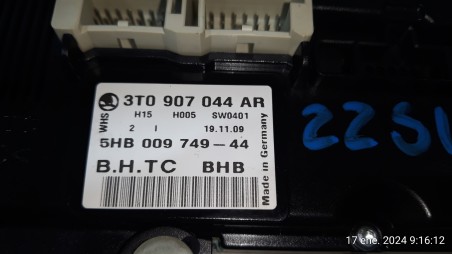 WHS
3T0 907 044 AR
H15 H005 SW0401
2 I 19.11.09
5HB 009 749-44
B.H.TC BHB
Made in Germany
17 ene. 2024 9:16:12